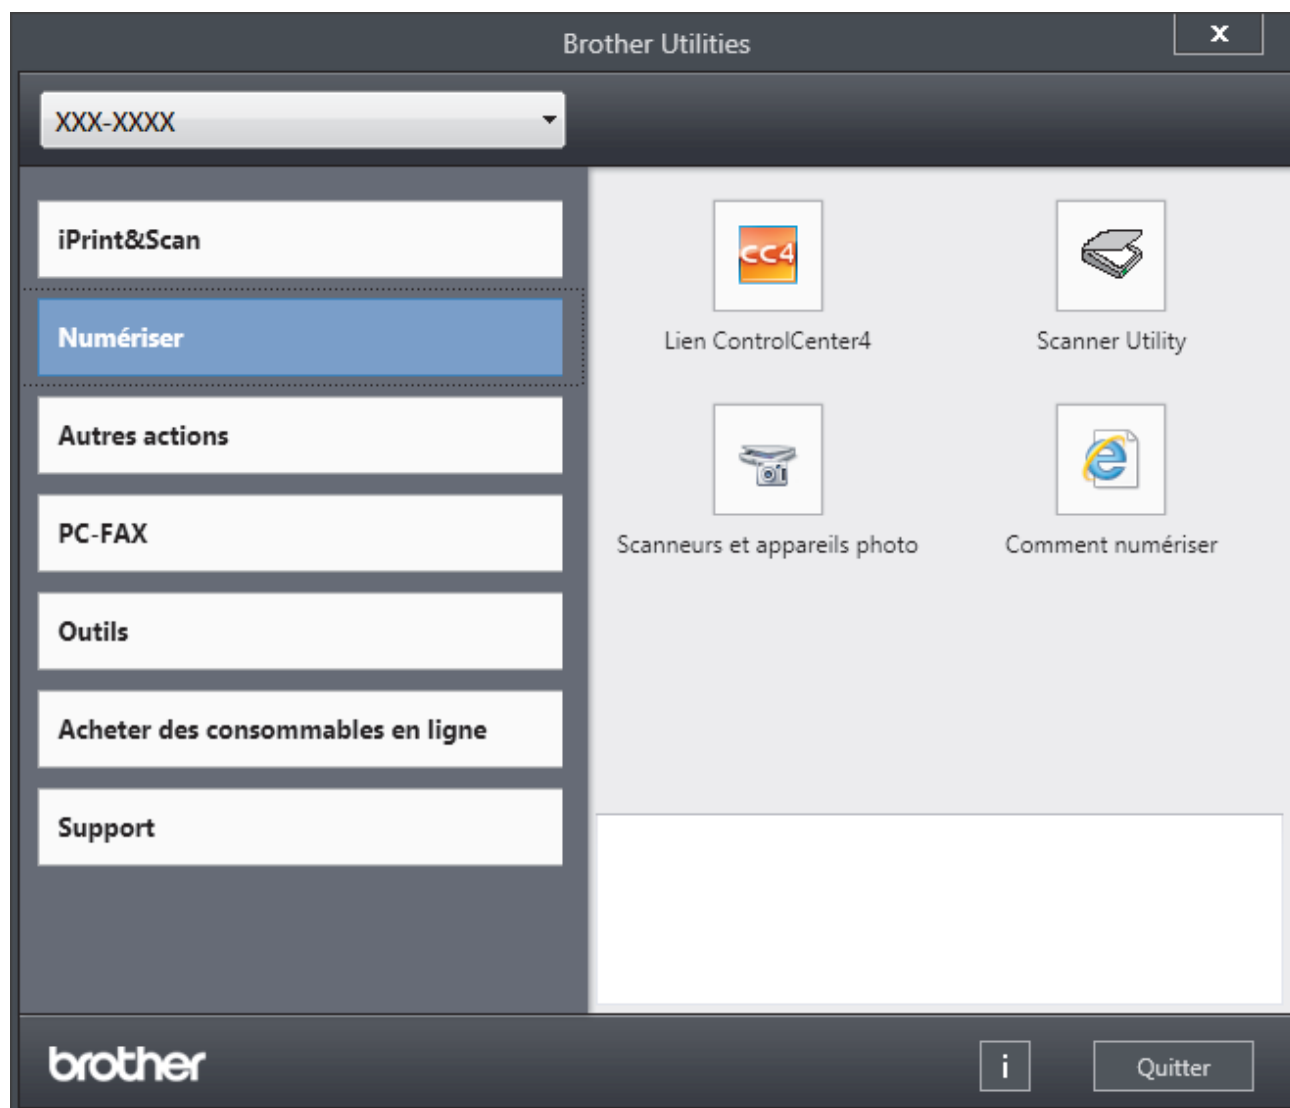 Brother Utilities
x
XXX-XXXX
iPrint&Scan
Numériser
Autres actions
PC-FAX
Outils
Acheter des consommables en ligne
Support
CC4
Lien ControlCenter4
Scanner Utility
Scanneurs et appareils photo
Comment numériser
brother
i
Quitter